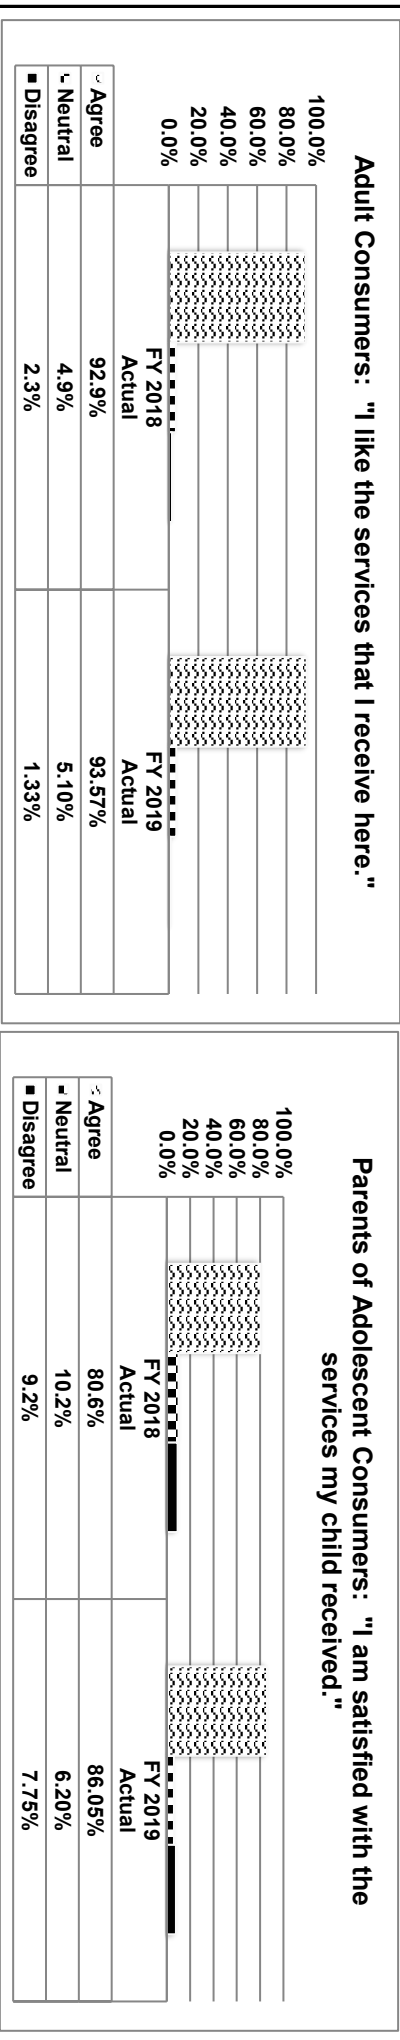 Adult Consumers: "I like the services that I receive here."
100.0%
80.0%
60.0%
40.0%
20.0%
0.0%
FY 2018 Actual FY 2019 Actual
Agree 92.9% 93.57%
Neutral 4.9% 5.10%
Disagree 2.3% 1.33%
Parents of Adolescent Consumers: "I am satisfied with the
services my child received."
100.0%
80.0%
60.0%
40.0%
20.0%
0.0%
FY 2018 Actual FY 2019 Actual
Agree 80.6% 86.05%
Neutral 10.2% 6.20%
Disagree 9.2% 7.75%